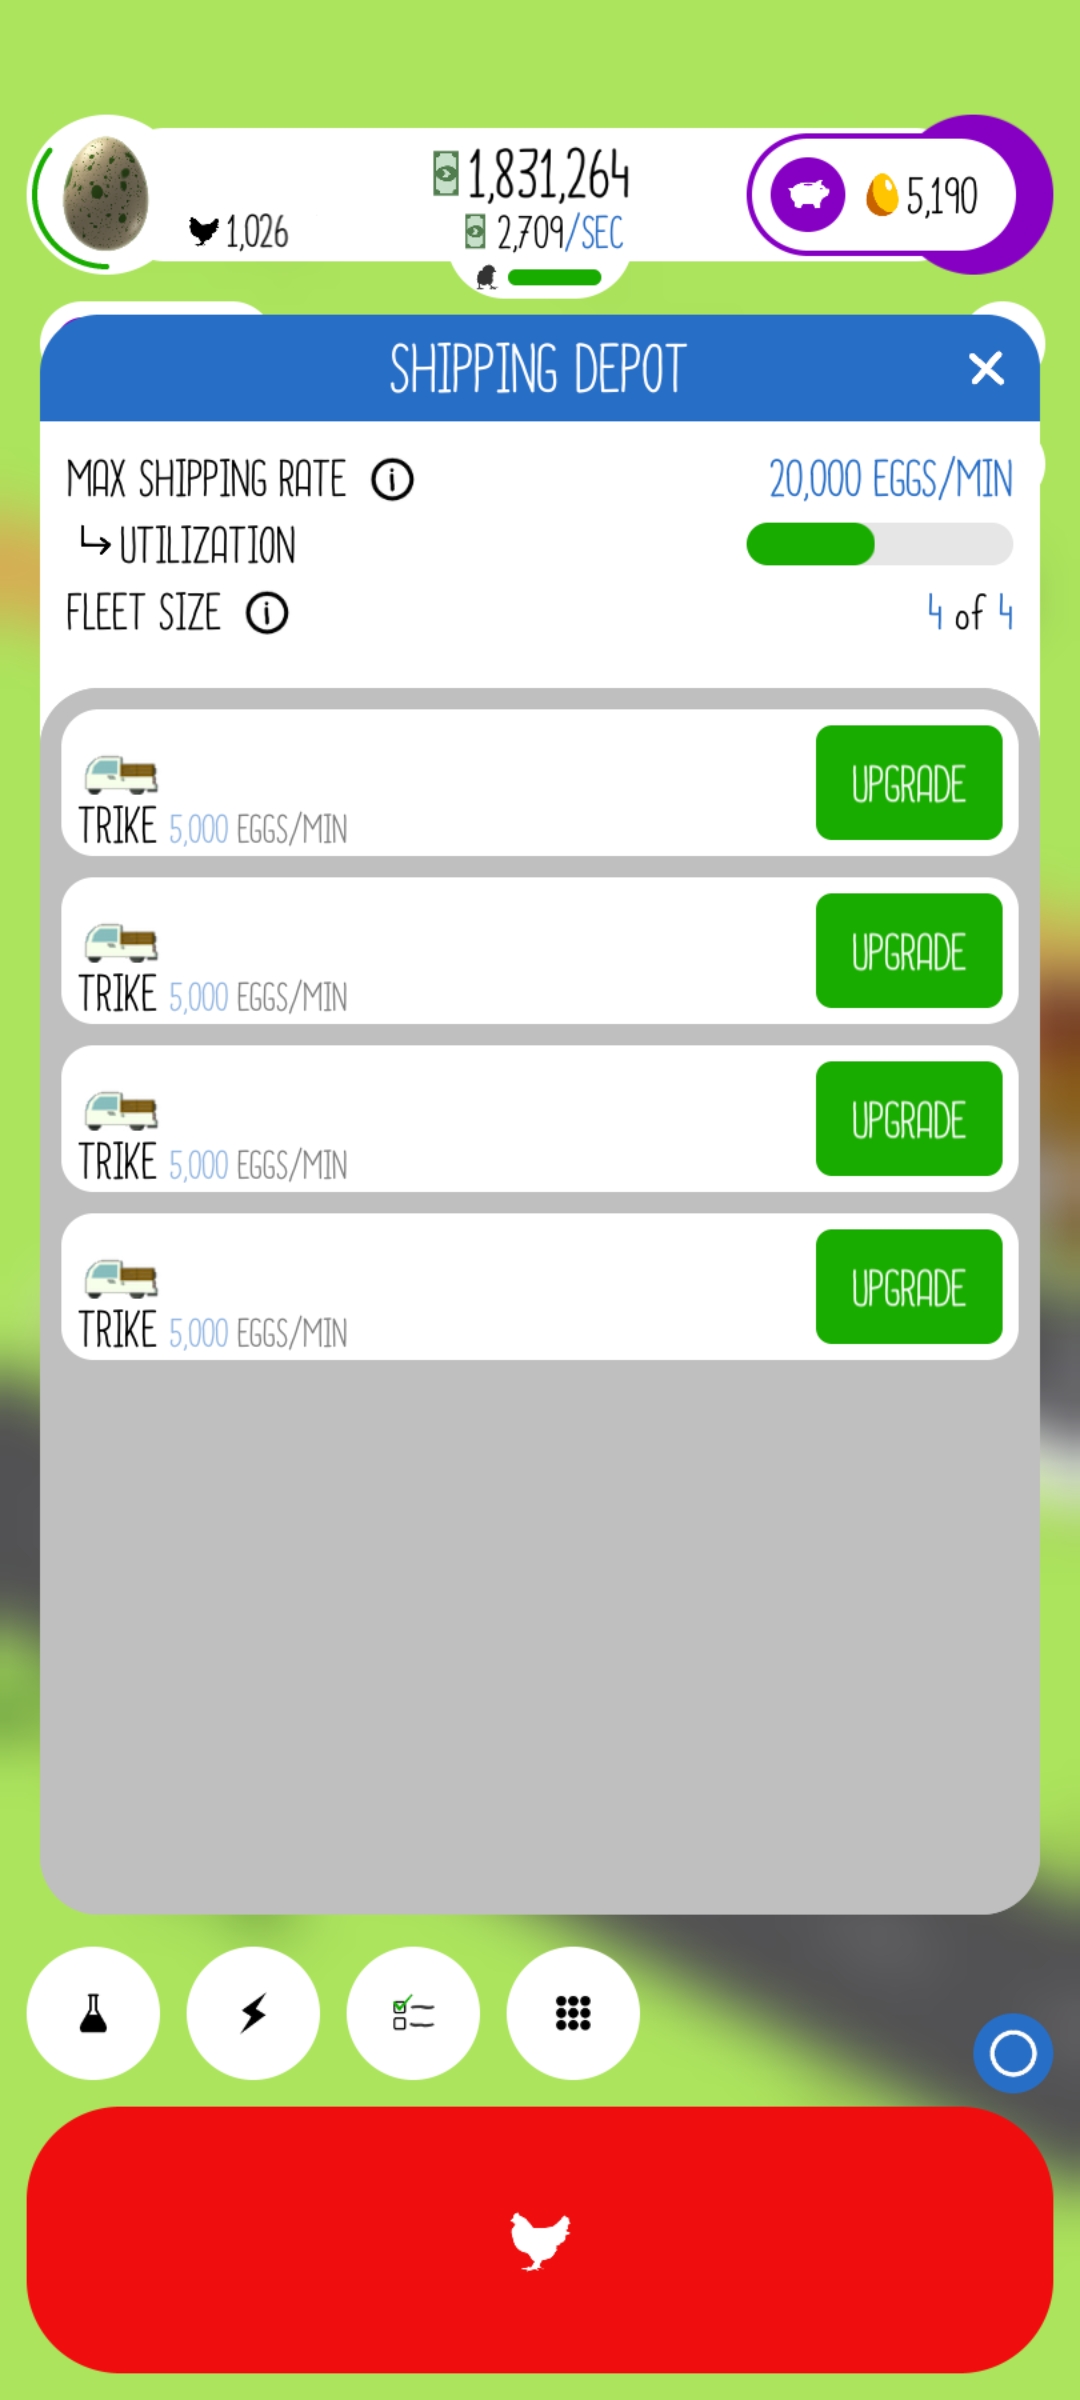 1,831,264
1,026
2,709/SEC
5,190
SHIPPING DEPOT
MAX SHIPPING RATE
20,000 EGGS/MIN
UTILIZATION
FLEET SIZE
4 of 4
UPGRADE
TRIKE 5,000 EGGS/MIN
UPGRADE
TRIKE 5,000 EGGS/MIN
UPGRADE
TRIKE 5,000 EGGS/MIN
UPGRADE
TRIKE 5,000 EGGS/MIN